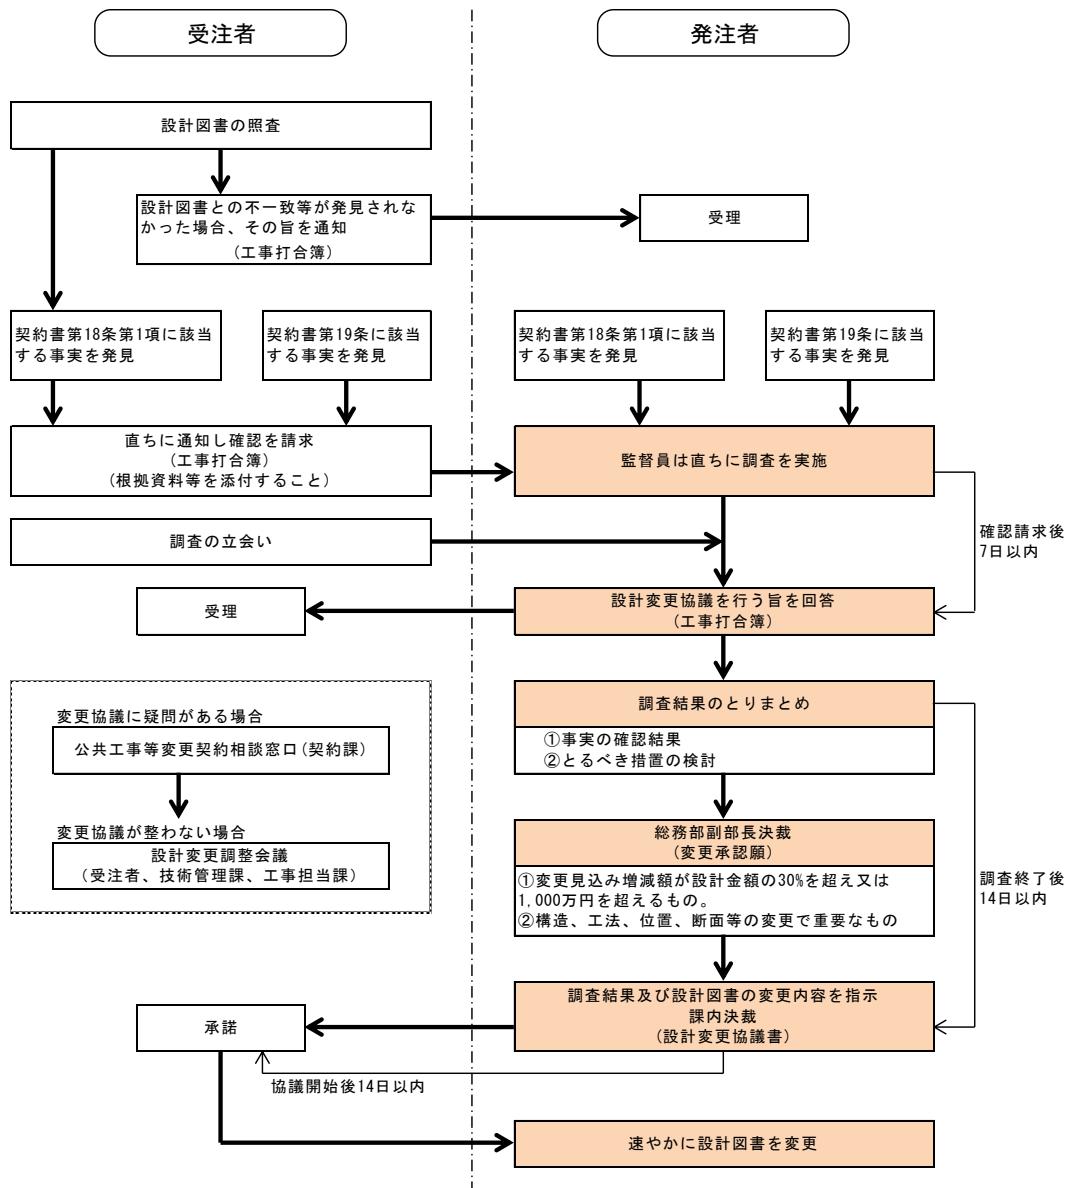 受注者
発注者
設計図書の照査
設計図書との不一致等が発見されな
かった場合、その旨を通知
(工事打合簿)
受理
契約書第18条第1項に該当
する事実を発見
契約書第19条に該当
する事実を発見
契約書第18条第1項に該当
する事実を発見
契約書第19条に該当
する事実を発見
直ちに通知し確認を請求
(工事打合簿)
(根拠資料等を添付すること)
監督員は直ちに調査を実施
調査の立会い
確認請求後
7日以内
受理
設計変更協議を行う旨を回答
(工事打合簿)
変更協議に疑問がある場合
公共工事等変更契約相談窓口(契約課)
変更協議が整わない場合
設計変更調整会議
(受注者、技術管理課、工事担当課)
調査結果のとりまとめ
①事実の確認結果
②とるべき措置の検討
総務部副部長決裁
(変更承認願)
①変更見込み増減額が設計金額の30%を超え又は
1,000万円を超えるもの。
②構造、工法、位置、断面等の変更で重要なもの
調査終了後
14日以内
承諾
調査結果及び設計図書の変更内容を指示
課内決裁
(設計変更協議書)
協議開始後14日以内
速やかに設計図書を変更